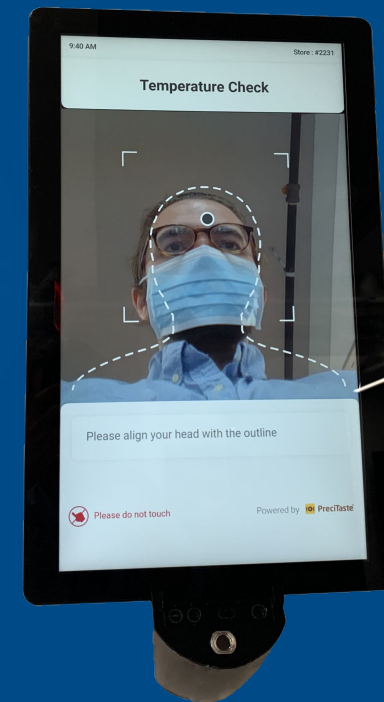 9:40 AM
Store : #2231
Temperature Check
Please align your head with the outline
Please do not touch
Powered by PreciTaste